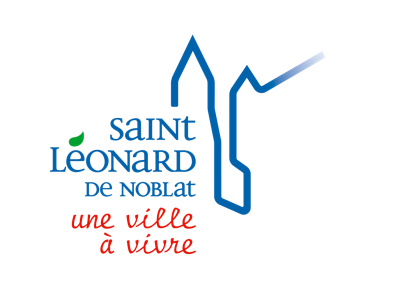 SAINT
LÉONARD
DE NOBLAT
une ville
à vivre